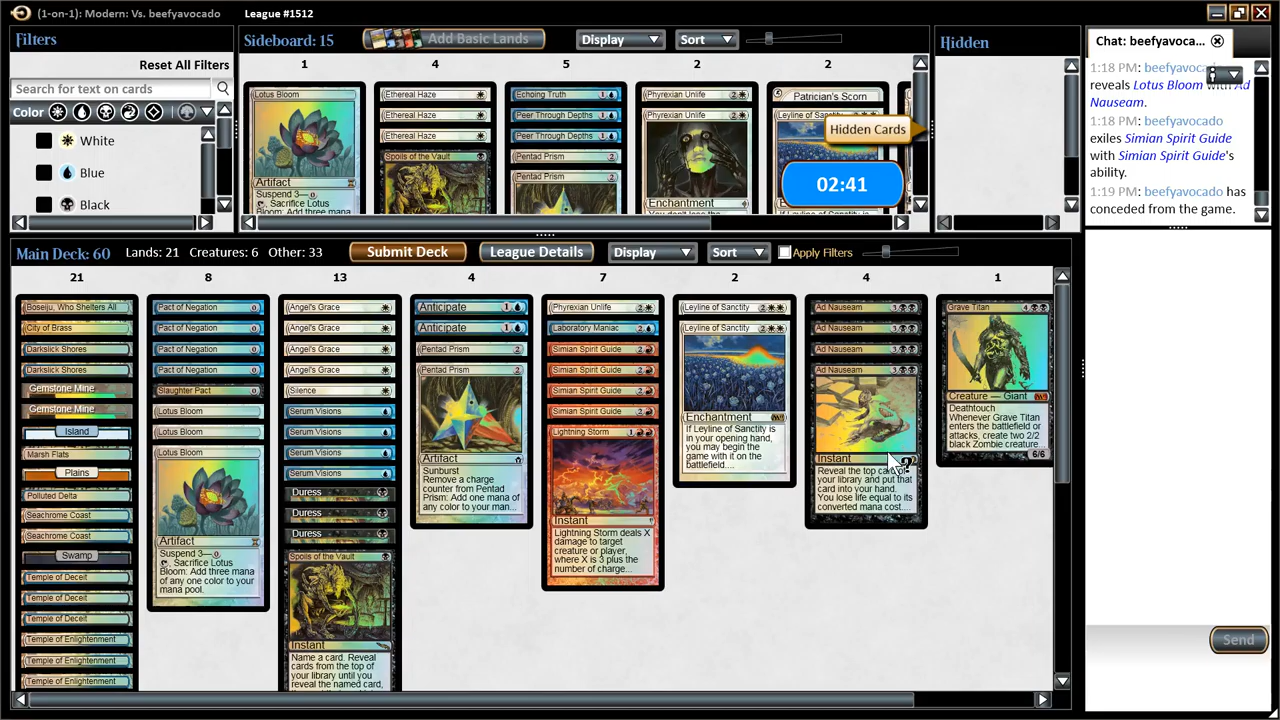 (1-on-1): Modern: Vs. beefyavocado
League #1512
Filters
Reset All Filters
Search for text on cards
Color
White
Blue
Black
Sideboard: 15
Add Basic Lands
Display
Sort
1
4
5
2
2
Lotus Bloom
Artifact
Suspend 3—0
, Sacrifice Lotus
Bloom: Add three mana
Ethereal Haze
Ethereal Haze
Ethereal Haze
Spoils of the Vault
Echoing Truth
Peer Through Depths
Peer Through Depths
Pentad Prism
Pentad Prism
Phyrexian Unlife
Phyrexian Unlife
Enchantment
Patrician's Scorn
Leyline of Sanctity
Hidden Cards
02:41
Hidden
Chat: beefyavoca...
1:18 PM: beefyavoca
reveals Lotus Bloom with Ad
Nauseam.
1:18 PM: beefyavocado
exiles Simian Spirit Guide
with Simian Spirit Guide's
ability.
1:19 PM: beefyavocado has
conceded from the game.
Send
Main Deck: 60
Lands: 21
Creatures: 6
Other: 33
Submit Deck
League Details
Display
Sort
Apply Filters
21
8
13
4
7
2
4
1
Boseiju, Who Shelters All
City of Brass
Darkslick Shores
Darkslick Shores
Gemstone Mine
Gemstone Mine
Island
Marsh Flats
Plains
Polluted Delta
Seachrome Coast
Seachrome Coast
Swamp
Temple of Deceit
Temple of Deceit
Temple of Deceit
Temple of Enlightenment
Temple of Enlightenment
Temple of Enlightenment
Pact of Negation
Pact of Negation
Pact of Negation
Pact of Negation
Slaughter Pact
Lotus Bloom
Lotus Bloom
Lotus Bloom
Artifact
Suspend 3—0
, Sacrifice Lotus
Bloom: Add three mana
of any one color to your
mana pool.
Angel's Grace
Angel's Grace
Angel's Grace
Angel's Grace
Silence
Serum Visions
Serum Visions
Serum Visions
Serum Visions
Duress
Duress
Duress
Spoils of the Vault
Instant
Name a card. Reveal
cards from the top of
your library until you
reveal the named card,
Anticipate
Anticipate
Pentad Prism
Pentad Prism
Artifact
Sunburst
Remove a charge
counter from Pentad
Prism: Add one mana of
any color to your man...
Phyrexian Unlife
Laboratory Maniac
Simian Spirit Guide
Simian Spirit Guide
Simian Spirit Guide
Simian Spirit Guide
Lightning Storm
Instant
Lightning Storm deals X
damage to target
creature or player,
where X is 3 plus the
number of charge...
Leyline of Sanctity
Leyline of Sanctity
Enchantment
If Leyline of Sanctity is
in your opening hand,
you may begin the
game with it on the
battlefield....
Ad Nauseam
Ad Nauseam
Ad Nauseam
Ad Nauseam
Instant
Reveal the top card of
your library and put that
card into your hand.
You lose life equal to its
converted mana cost....
Grave Titan
Creature — Giant
Deathtouch
Whenever Grave Titan
enters the battlefield or
attacks, create two 2/2
black Zombie creature...
6/6